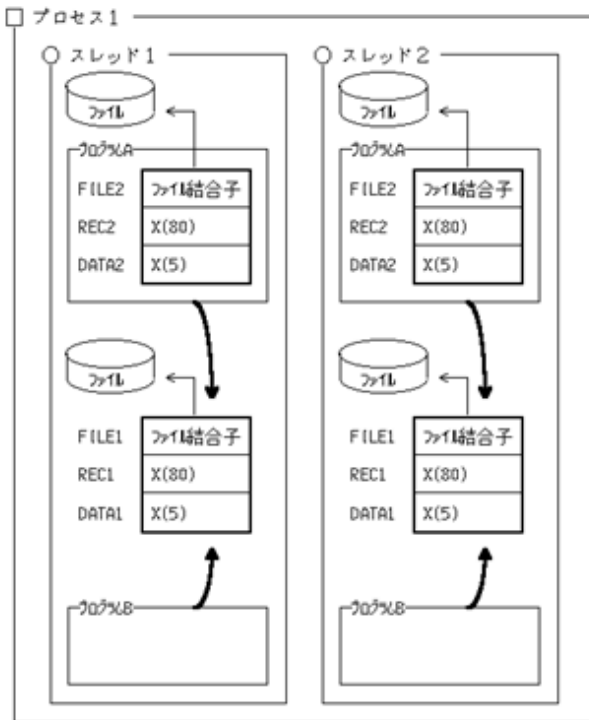 プロセス1
スレッド1
ファイル
プログラムA
FILE2 ファイル結合子
REC2 X(80)
DATA2 X(5)
ファイル
FILE1 ファイル結合子
REC1 X(80)
DATA1 X(5)
プログラムB
スレッド2
ファイル
プログラムA
FILE2 ファイル結合子
REC2 X(80)
DATA2 X(5)
ファイル
FILE1 ファイル結合子
REC1 X(80)
DATA1 X(5)
プログラムB